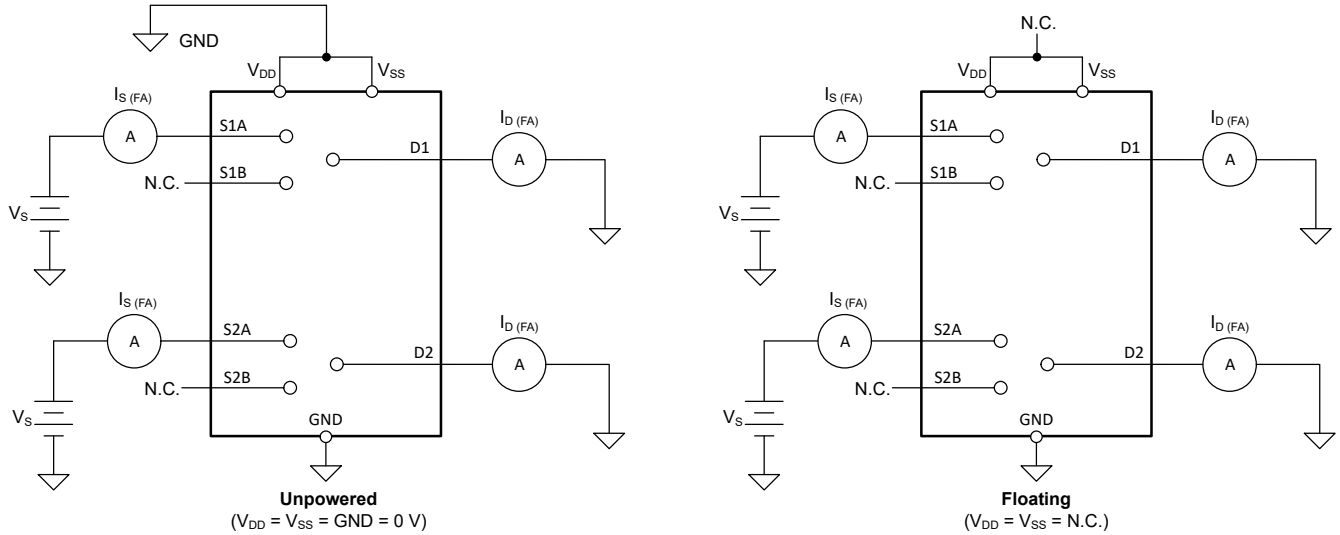 GND
VDD
VSS
IS (FA)
A
S1A
ID (FA)
D1
A
N.C.
S1B
VS
IS (FA)
A
S2A
ID (FA)
D2
A
N.C.
S2B
VS
GND
Unpowered
(VDD = VSS = GND = 0 V)
N.C.
VDD
VSS
IS (FA)
A
S1A
ID (FA)
D1
A
N.C.
S1B
VS
IS (FA)
A
S2A
ID (FA)
D2
A
N.C.
S2B
VS
GND
Floating
(VDD = VSS = N.C.)